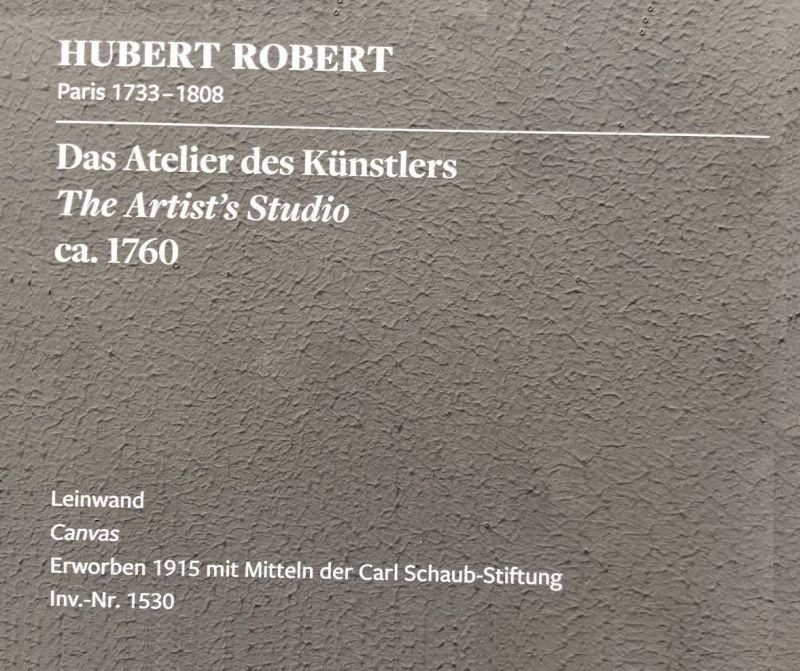 HUBERT ROBERT
Paris 1733–1808
Das Atelier des Künstlers
The Artist's Studio
ca. 1760
Leinwand
Canvas
Erworben 1915 mit Mitteln der Carl Schaub-Stiftung
Inv.-Nr. 1530